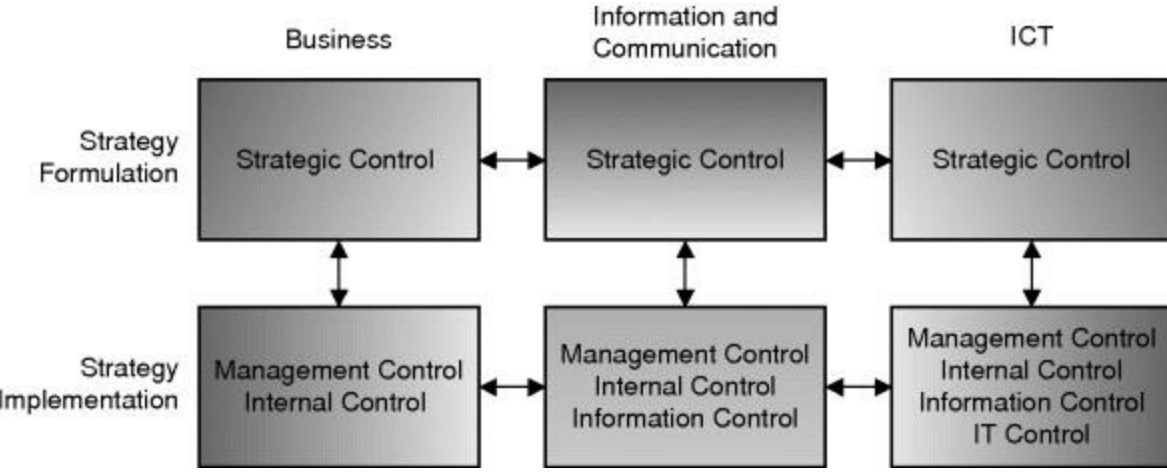 Business
Information and
Communication
ICT
Strategy
Formulation
Strategic Control
Strategic Control
Strategic Control
Strategy
Implementation
Management Control
Internal Control
Management Control
Internal Control
Information Control
Management Control
Internal Control
Information Control
IT Control